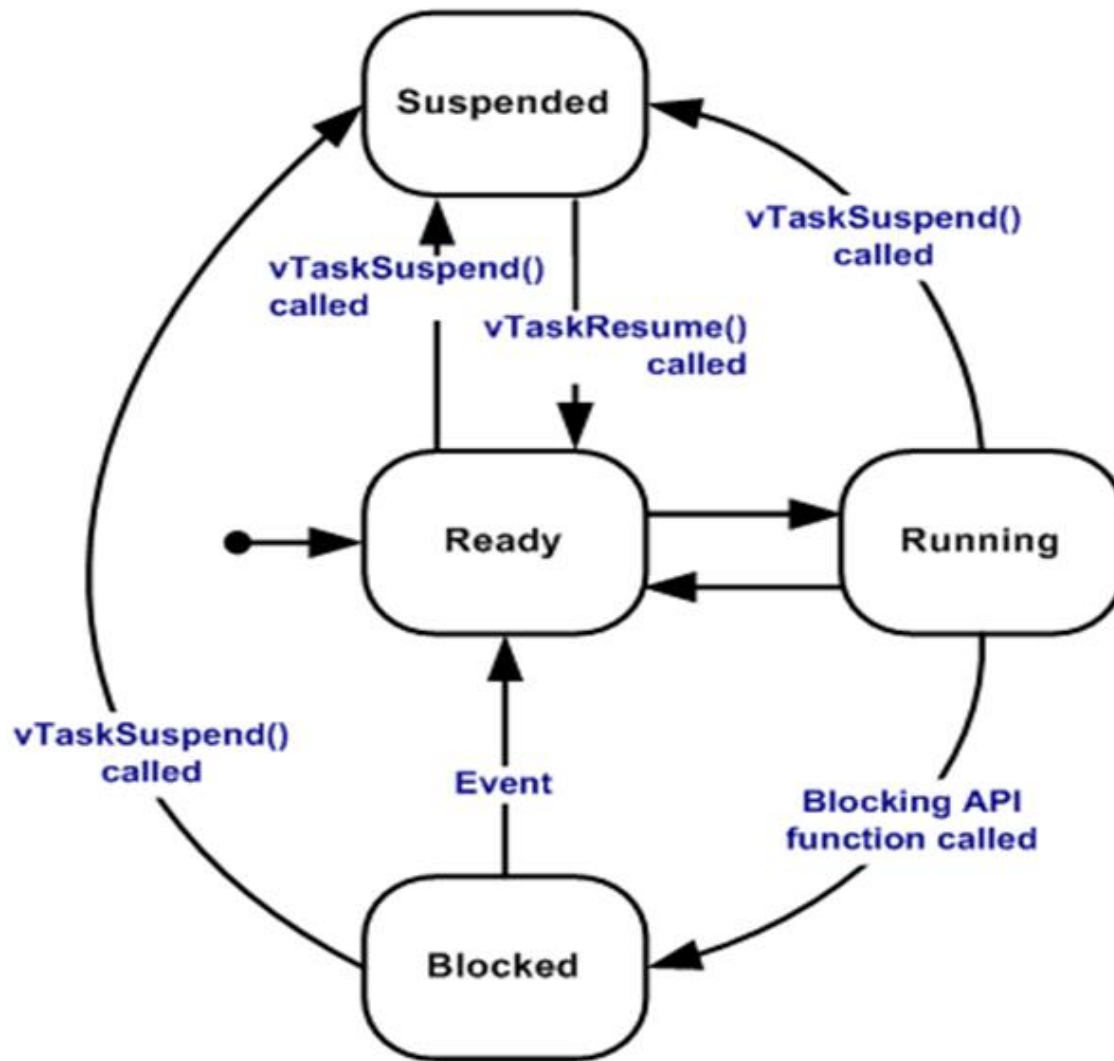 Suspended
vTaskSuspend()
called
vTaskSuspend()
called
vTaskResume()
called
Ready
Running
vTaskSuspend()
called
Event
Blocking API
function called
Blocked